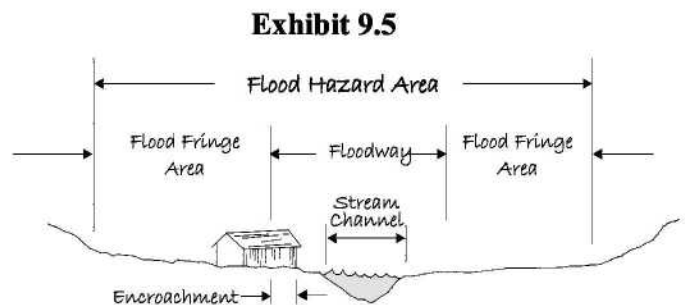 Exhibit 9.5
Flood Hazard Area
Flood Fringe
Area
Floodway
Flood Fringe
Area
Stream
Channel
Encroachment